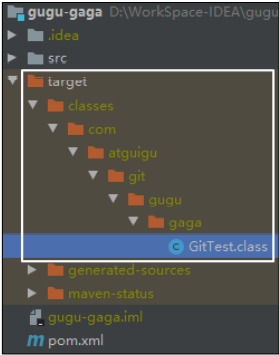 gugu-gaga D:\WorkSpace-IDEA\gugu
.idea
src
target
classes
com
atguigu
git
gugu
gaga
GitTest.class
generated-sources
maven-status
gugu-gaga.iml
pom.xml